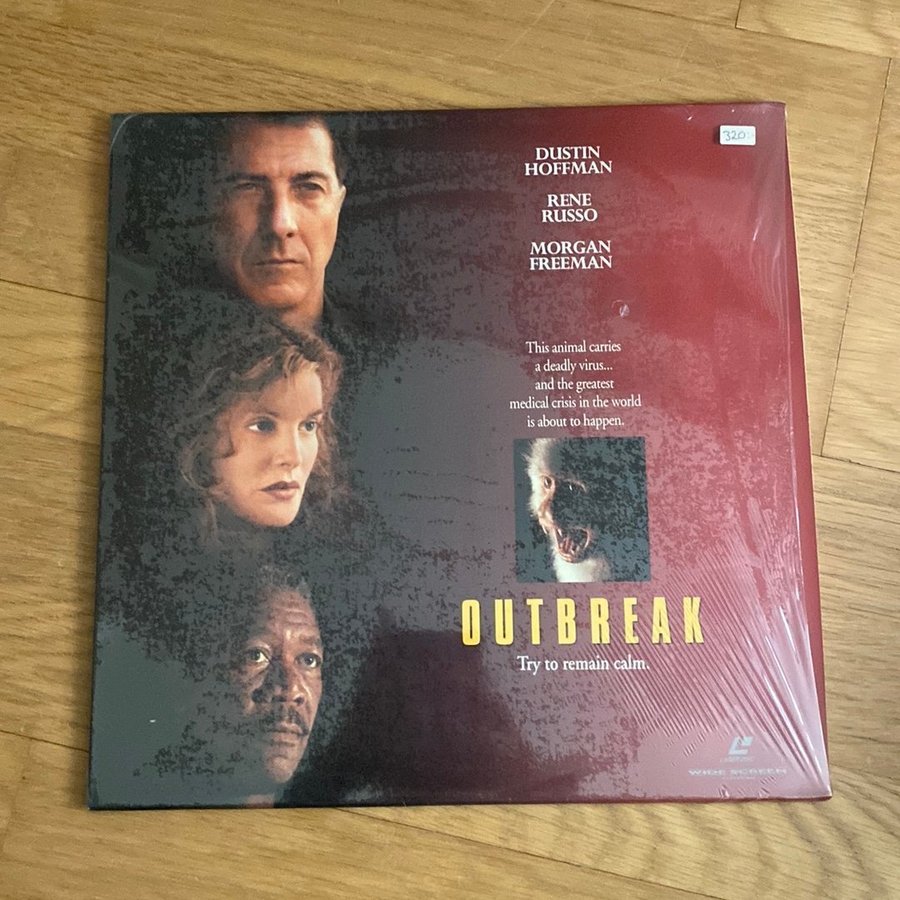 320:-
DUSTIN
HOFFMAN
RENE
RUSSO
MORGAN
FREEMAN
This animal carries
a deadly virus...
and the greatest
medical crisis in the world
is about to happen.
OUTBREAK
Try to remain calm.
WIDE SCREEN